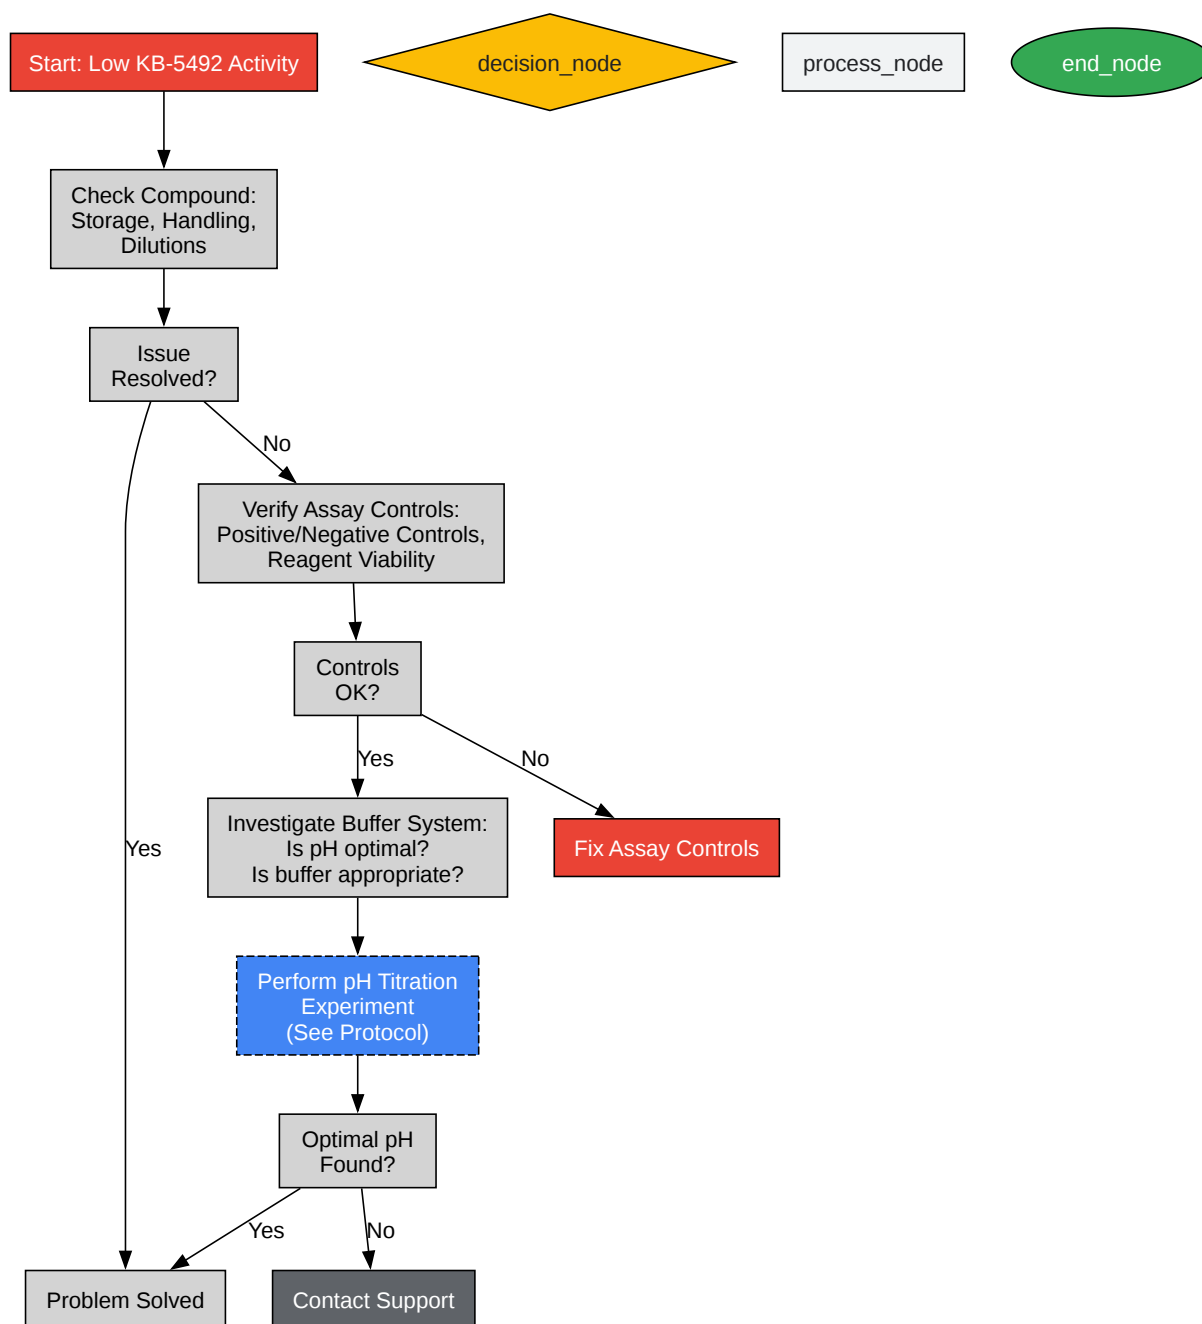 Start: Low KB-5492 Activity
decision_node
process_node
end_node
Check Compound:
Storage, Handling,
Dilutions
Issue
Resolved?
No
Verify Assay Controls:
Positive/Negative Controls,
Reagent Viability
Controls
OK?
Yes
No
Investigate Buffer System:
Is pH optimal?
Is buffer appropriate?
Fix Assay Controls
Yes
Perform pH Titration
Experiment
(See Protocol)
Optimal pH
Found?
Yes
No
Problem Solved
Contact Support